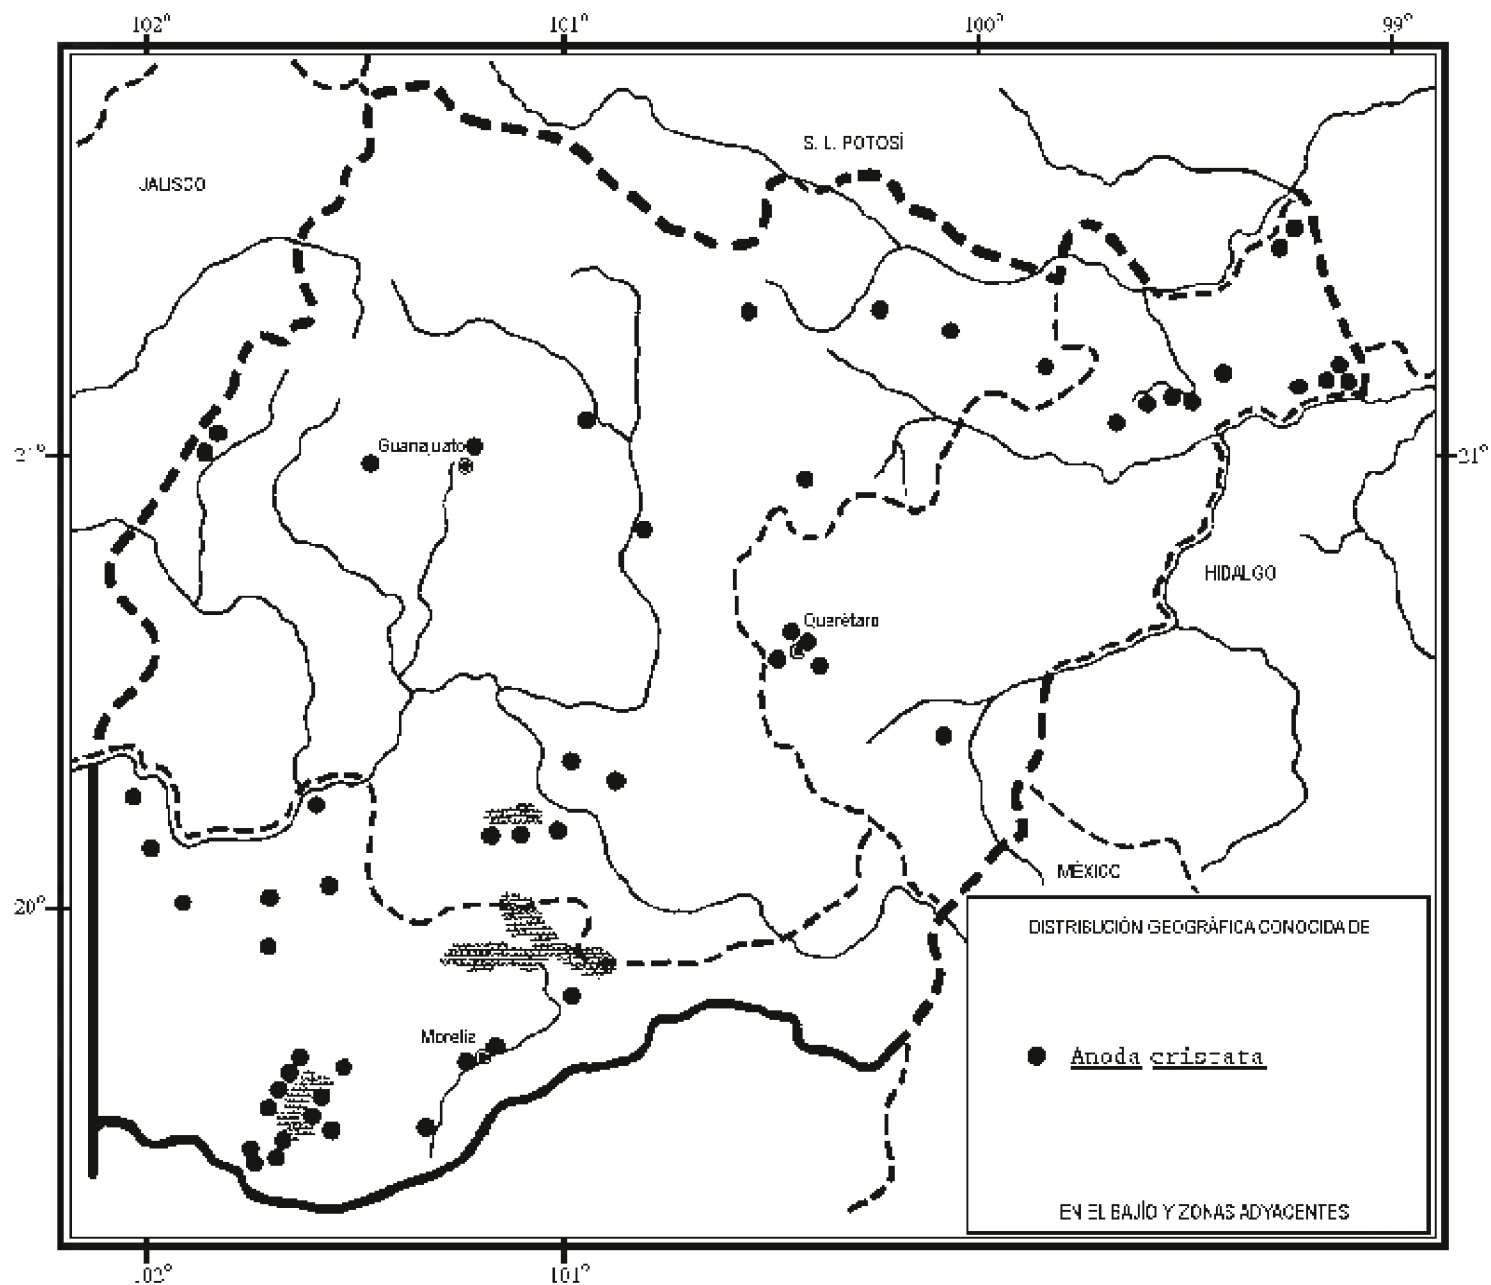 102° 101° 100° 99°
S. L. POTOSÍ
JALISCO
Guanajuato
21° 21°
HIDALGO
Querétaro
MÉXICO
20°
DISTRIBUCIÓN GEOGRÁFICA CONOCIDA DE
Morelia
Anoda cristata
EN EL BAJÍO Y ZONAS ADYACENTES
102° 101°